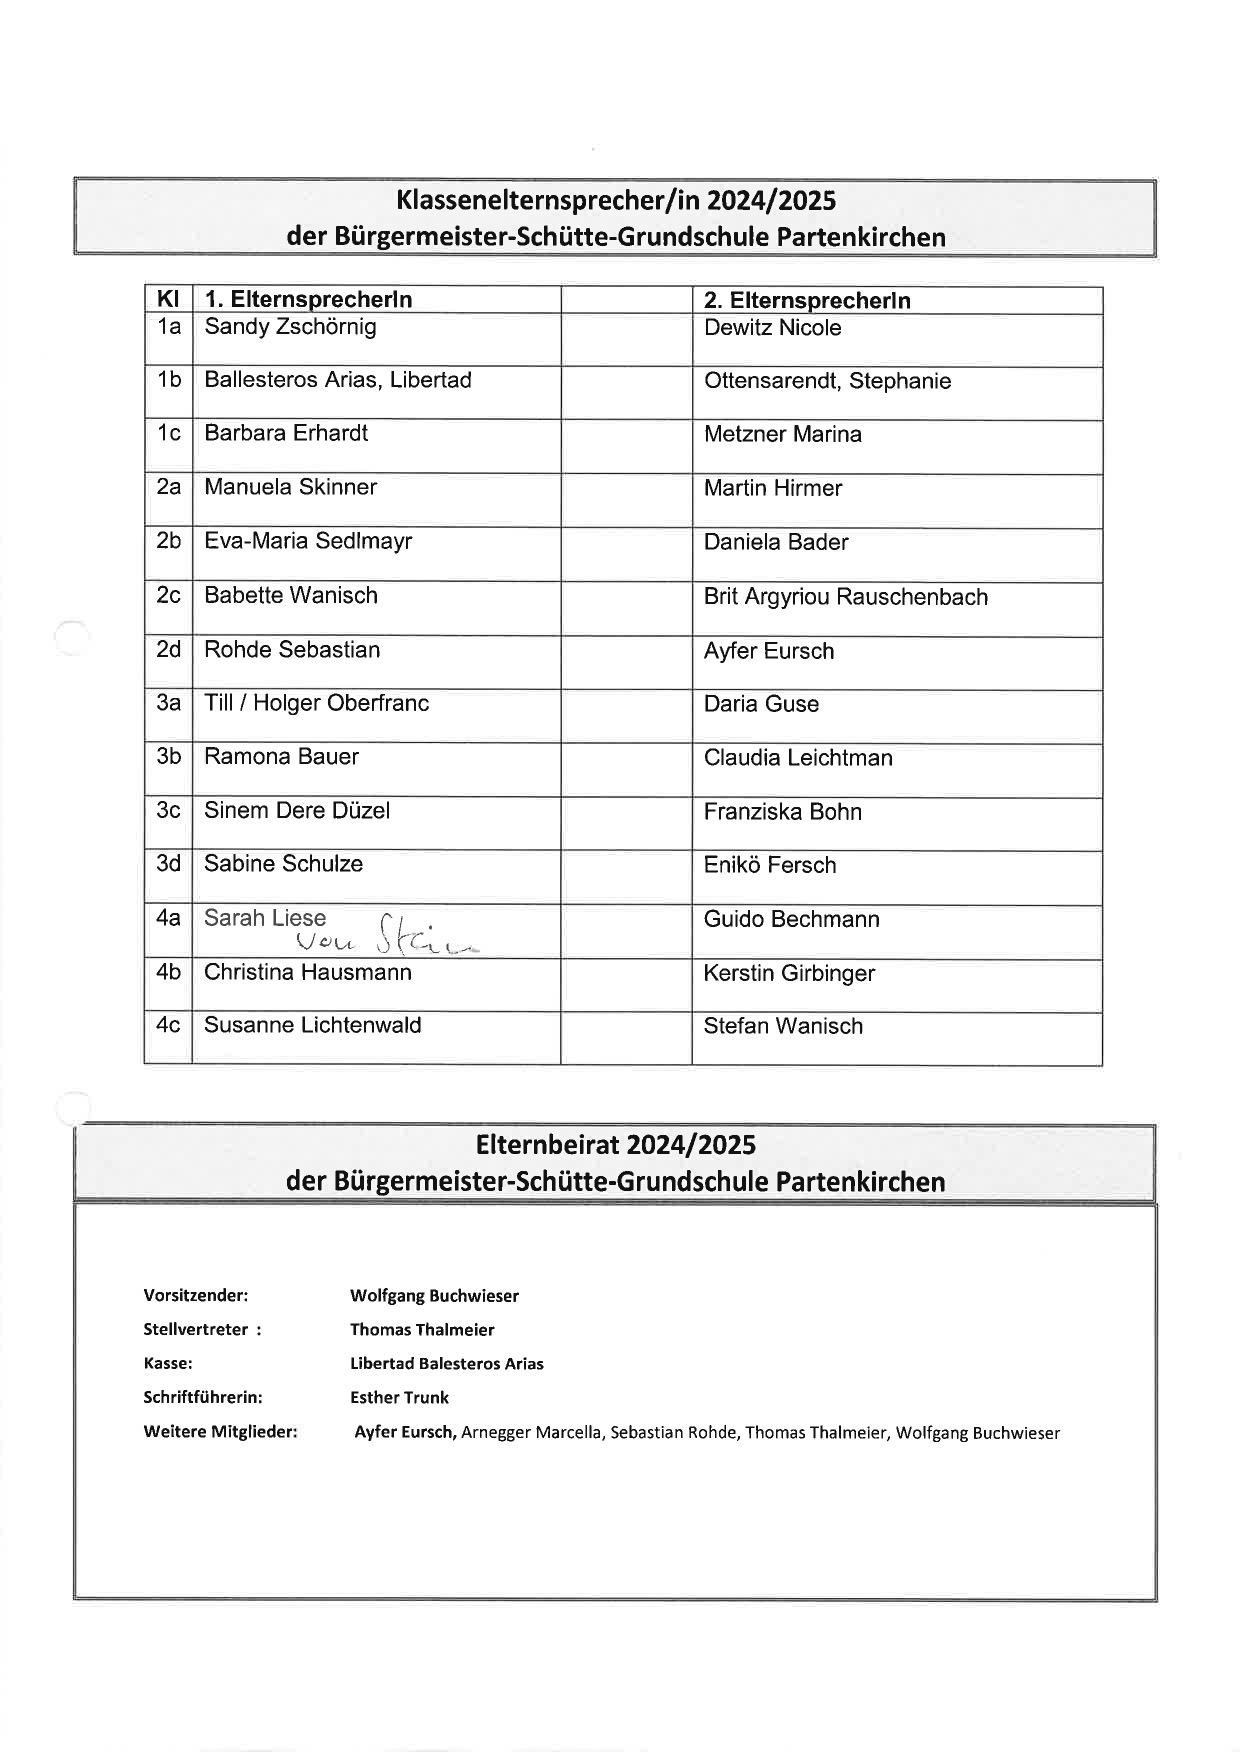 Klassenelternsprecher/in 2024/2025
der Bürgermeister-Schütte-Grundschule Partenkirchen
Kl 1. ElternsprecherIn 2. ElternsprecherIn
1a Sandy Zschörnig Dewitz Nicole
1b Ballesteros Arias, Libertad Ottensarendt, Stephanie
1c Barbara Erhardt Metzner Marina
2a Manuela Skinner Martin Hirmer
2b Eva-Maria Sedlmayr Daniela Bader
2c Babette Wanisch Brit Argyriou Rauschenbach
2d Rohde Sebastian Ayfer Eursch
3a Till / Holger Oberfranc Daria Guse
3b Ramona Bauer Claudia Leichtman
3c Sinem Dere Düzel Franziska Bohn
3d Sabine Schulze Enikö Fersch
4a Sarah Liese Guido Bechmann
von Stein
4b Christina Hausmann Kerstin Girbinger
4c Susanne Lichtenwald Stefan Wanisch
Elternbeirat 2024/2025
der Bürgermeister-Schütte-Grundschule Partenkirchen
Vorsitzender: Wolfgang Buchwieser
Stellvertreter : Thomas Thalmeier
Kasse: Libertad Balesteros Arias
Schriftführerin: Esther Trunk
Weitere Mitglieder: Ayfer Eursch, Arnegger Marcella, Sebastian Rohde, Thomas Thalmeier, Wolfgang Buchwieser